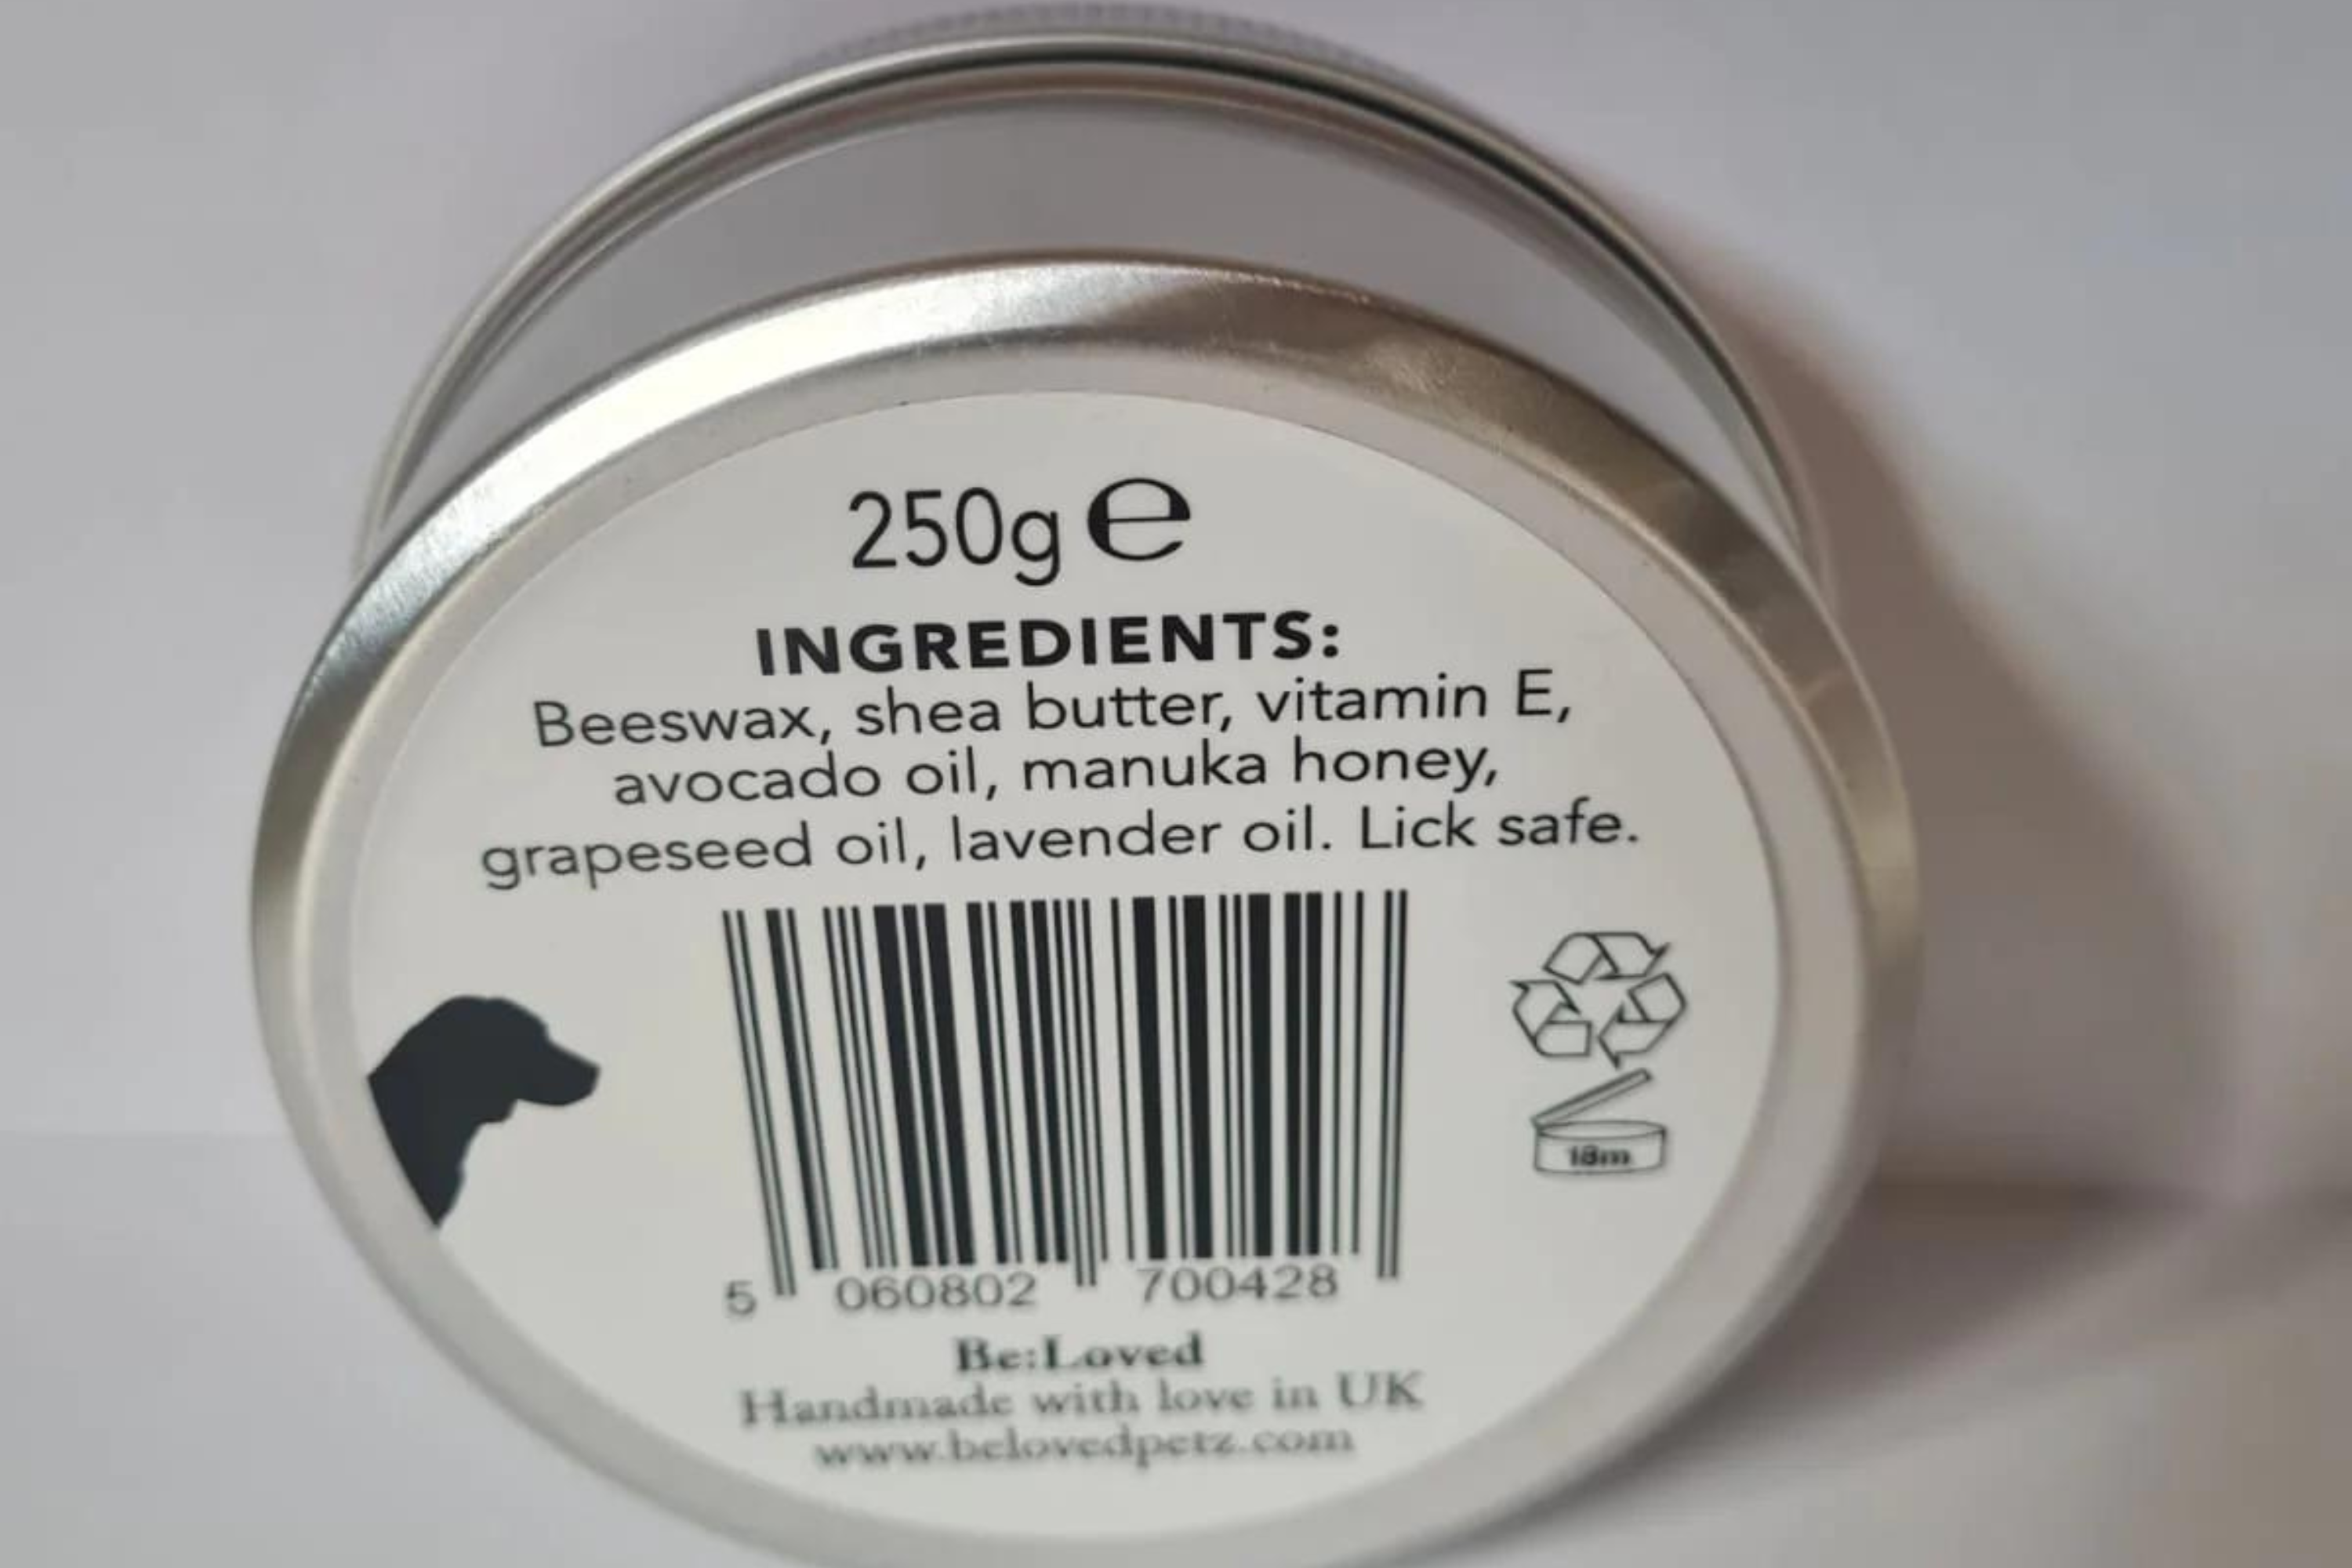 250g ℮
INGREDIENTS:
Beeswax, shea butter, vitamin E,
avocado oil, manuka honey,
grapeseed oil, lavender oil. Lick safe.
18m
5 060802 700428
Be:Loved
Handmade with love in UK
www.belovedpetz.com